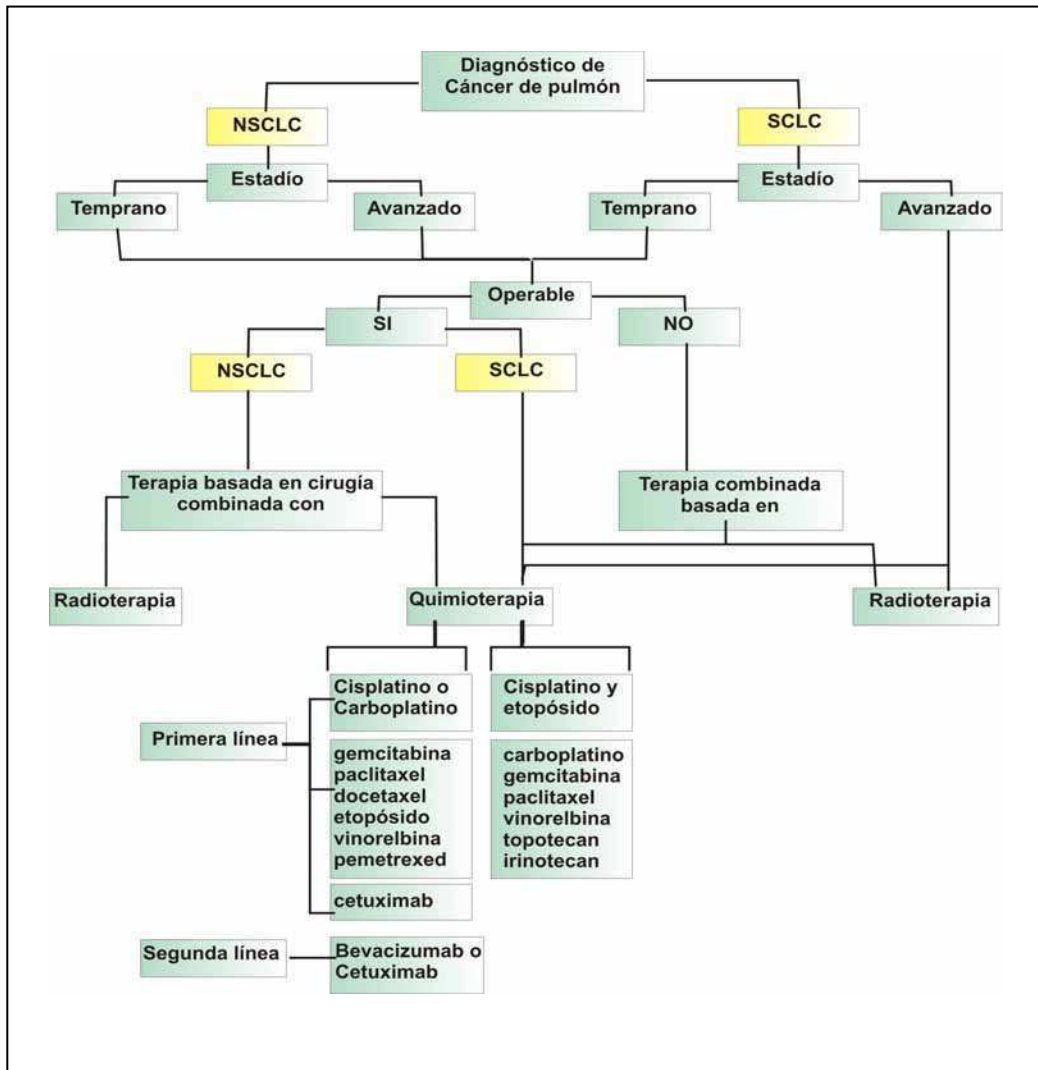 Diagnóstico de
Cáncer de pulmón
NSCLC
SCLC
Estadío
Estadío
Temprano
Avanzado
Temprano
Avanzado
Operable
SI
NO
NSCLC
SCLC
Terapia basada en cirugía
combinada con
Terapia combinada
basada en
Radioterapia
Quimioterapia
Radioterapia
Primera línea
Cisplatino o
Carboplatino
gemcitabina
paclitaxel
docetaxel
etopósido
vinorelbina
pemetrexed
cetuximab
Cisplatino y
etopósido
carboplatino
gemcitabina
paclitaxel
vinorelbina
topotecan
irinotecan
Segunda línea
Bevacizumab o
Cetuximab